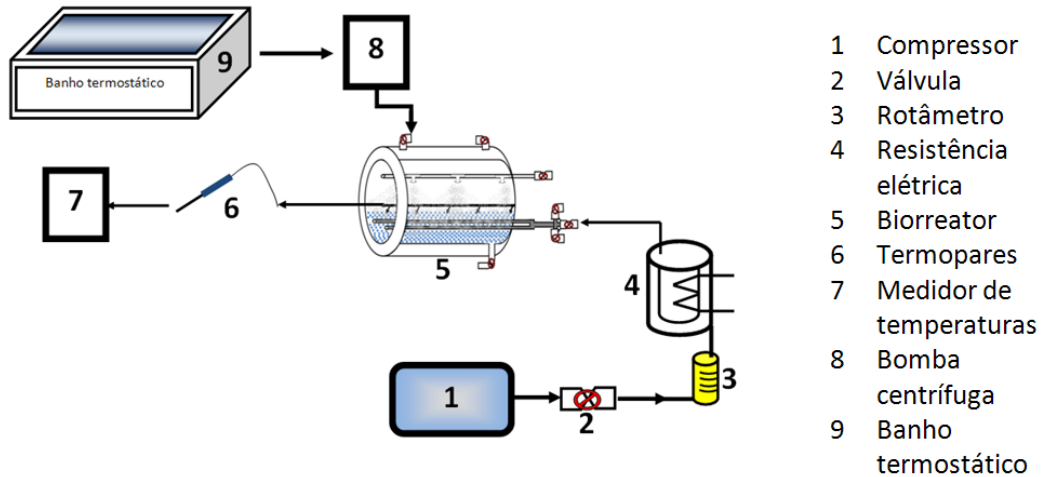 9
Banho termostático
8
7
6
5
4
3
1
2
1 Compressor
2 Válvula
3 Rotâmetro
4 Resistência
elétrica
5 Biorreator
6 Termopares
7 Medidor de
temperaturas
8 Bomba
centrífuga
9 Banho
termostático